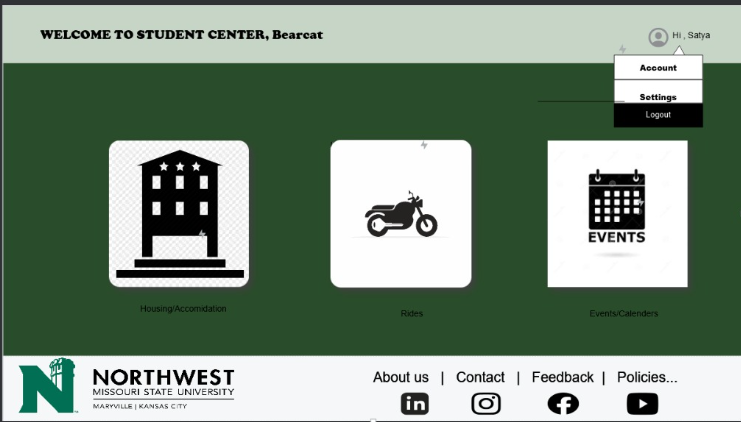 WELCOME TO STUDENT CENTER, Bearcat
Hi , Satya
Account
Settings
Logout
EVENTS
Housing/Accomidation
Rides
Events/Calenders
N
NORTHWEST
MISSOURI STATE UNIVERSITY
MARYVILLE | KANSAS CITY
About us | Contact | Feedback | Policies...
in